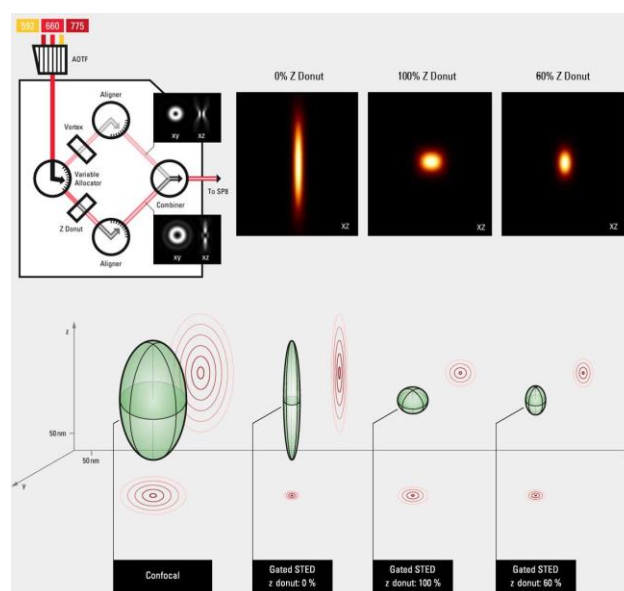 592 660 775
AOTF
Aligner
Vortex
xy xz
Variable
Allocator
Combiner
To SP8
Z Donut
Aligner
xy xz
0% Z Donut
100% Z Donut
60% Z Donut
XZ
XZ
XZ
z
50 nm
50 nm
Y
Confocal
Gated STED
z donut: 0 %
Gated STED
z donut: 100 %
Gated STED
z donut: 60 %